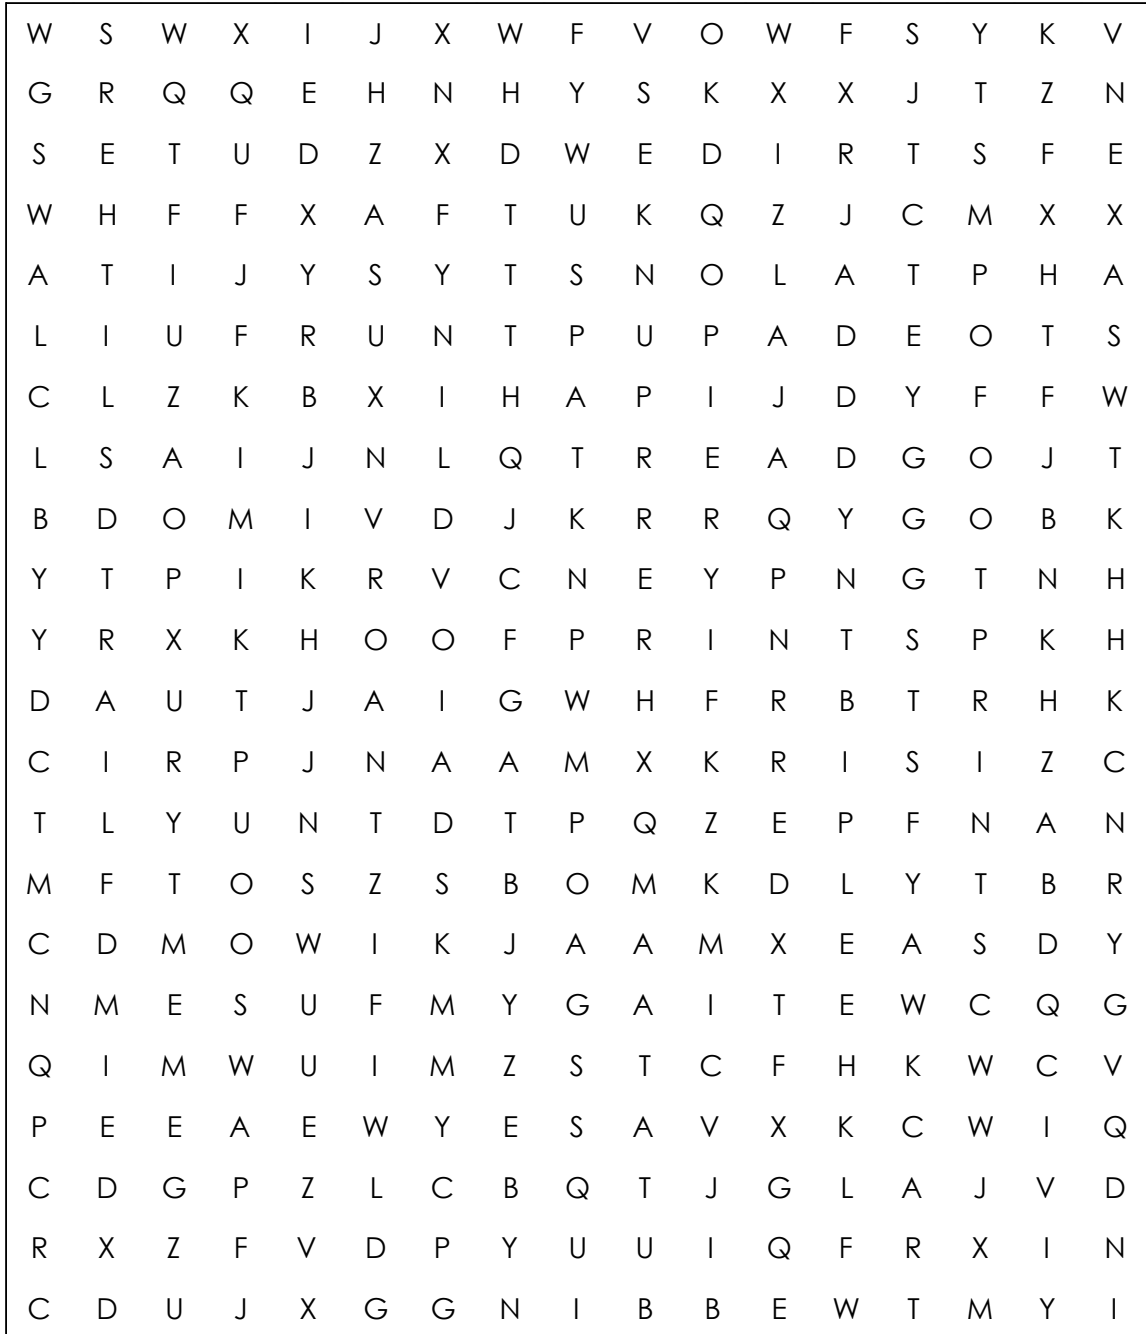 W S W X I J X W F V O W F S Y K V
G R Q Q E H N H Y S K X X J T Z N
S E T U D Z X D W E D I R T S F E
W H F F X A F T U K Q Z J C M X X
A T I J Y S Y T S N O L A T P H A
L I U F R U N T P U P A D E O T S
C L Z K B X I H A P I J D Y F F W
L S A I J N L Q T R E A D G O J T
B D O M I V D J K R R Q Y G O B K
Y T P I K R V C N E Y P N G T N H
Y R X K H O O F P R I N T S P K H
D A U T J A I G W H F R B T R H K
C I R P J N A A M X K R I S I Z C
T L Y U N T D T P Q Z E P F N A N
M F T O S Z S B O M K D L Y T B R
C D M O W I K J A A M X E A S D Y
N M E S U F M Y G A I T E W C Q G
Q I M W U I M Z S T C F H K W C V
P E E A E W Y E S A V X K C W I Q
C D G P Z L C B Q T J G L A J V D
R X Z F V D P Y U U I Q F R X I N
C D U J X G G N I B B E W T M Y I